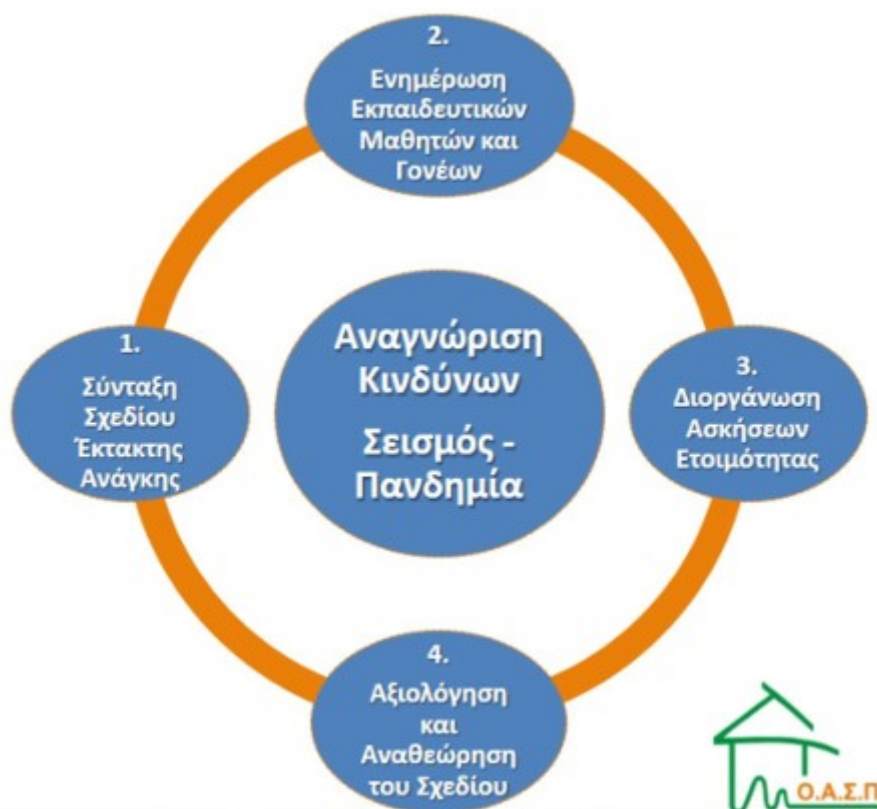 2.
Ενημέρωση
Εκπαιδευτικών
Μαθητών και
Γονέων
Αναγνώριση
Κινδύνων
Σεισμός -
Πανδημία
1.
Σύνταξη
Σχεδίου
Έκτακτης
Ανάγκης
3.
Διοργάνωση
Ασκήσεων
Ετοιμότητας
4.
Αξιολόγηση
και
Αναθεώρηση
του Σχεδίου
Ο.Α.Σ.Π